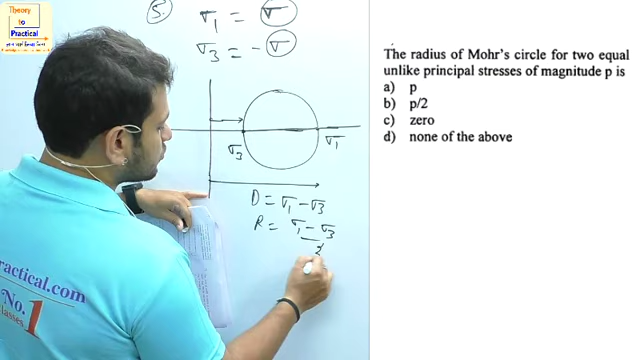 Theory
to
Practical
5.
σ1 = σ
σ3 = - σ
σ3
σ1
D = σ1 - σ3
R = σ1 - σ3
2
ractical.com
No.
1
lasses
The radius of Mohr's circle for two equal
unlike principal stresses of magnitude p is
a) p
b) p/2
c) zero
d) none of the above